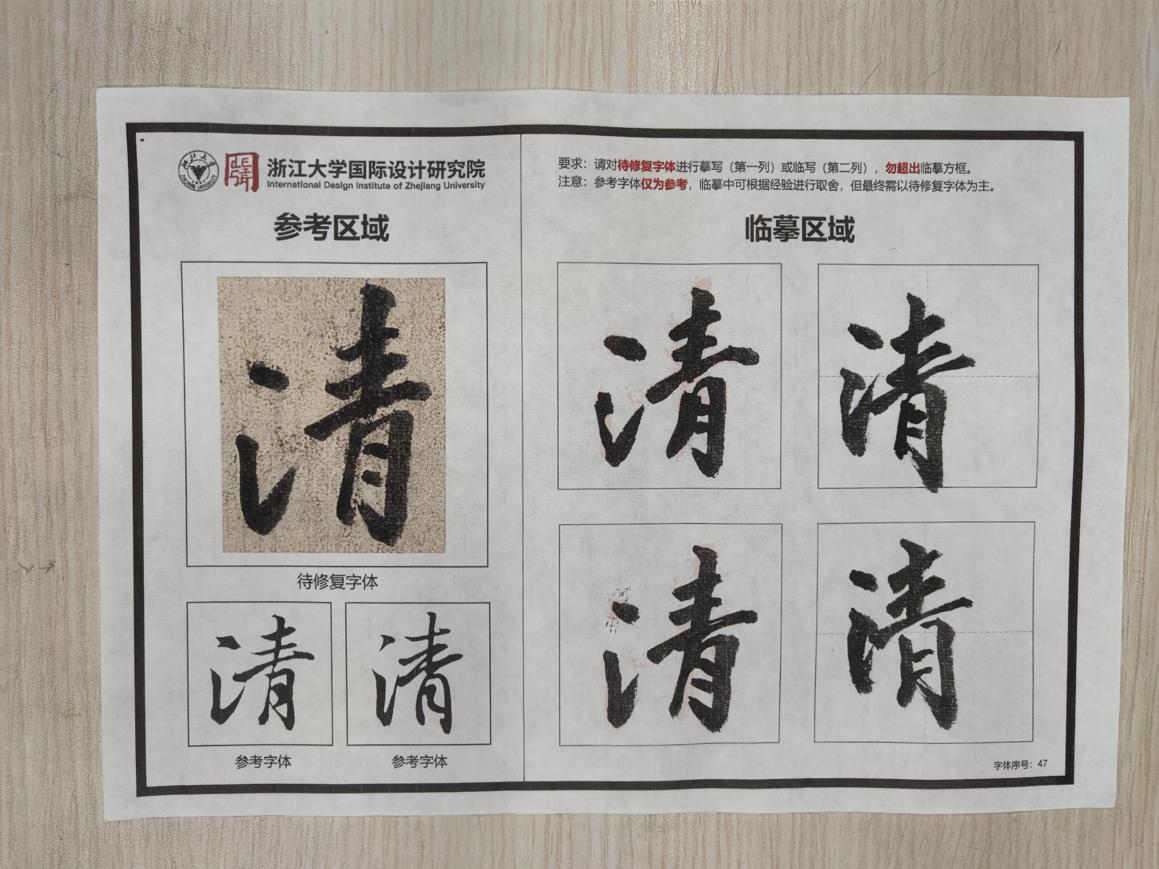 浙江大学国际设计研究院
International Design Institute of Zhejiang University
参考区域
清
待修复字体
清 清
参考字体 参考字体
要求：请对待修复字体进行摹写（第一列）或临写（第二列），勿超出临摹方框。
注意：参考字体仅为参考，临摹中可根据经验进行取舍，但最终需以待修复字体为主。
临摹区域
清 清
清 清
字体序号：47